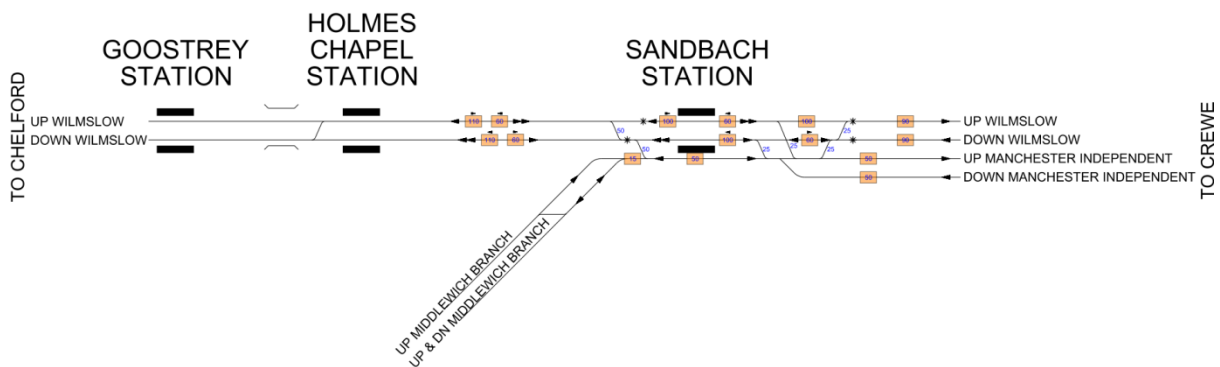 GOOSTREY
STATION
HOLMES
CHAPEL
STATION
SANDBACH
STATION
TO CHELFORD
UP WILMSLOW
DOWN WILMSLOW
110
60
110
60
50
50
15
100
60
50
100
25
100
25
60
25
25
90
90
50
50
UP WILMSLOW
DOWN WILMSLOW
UP MANCHESTER INDEPENDENT
DOWN MANCHESTER INDEPENDENT
TO CREWE
UP MIDDLEWICH BRANCH
UP & DN MIDDLEWICH BRANCH